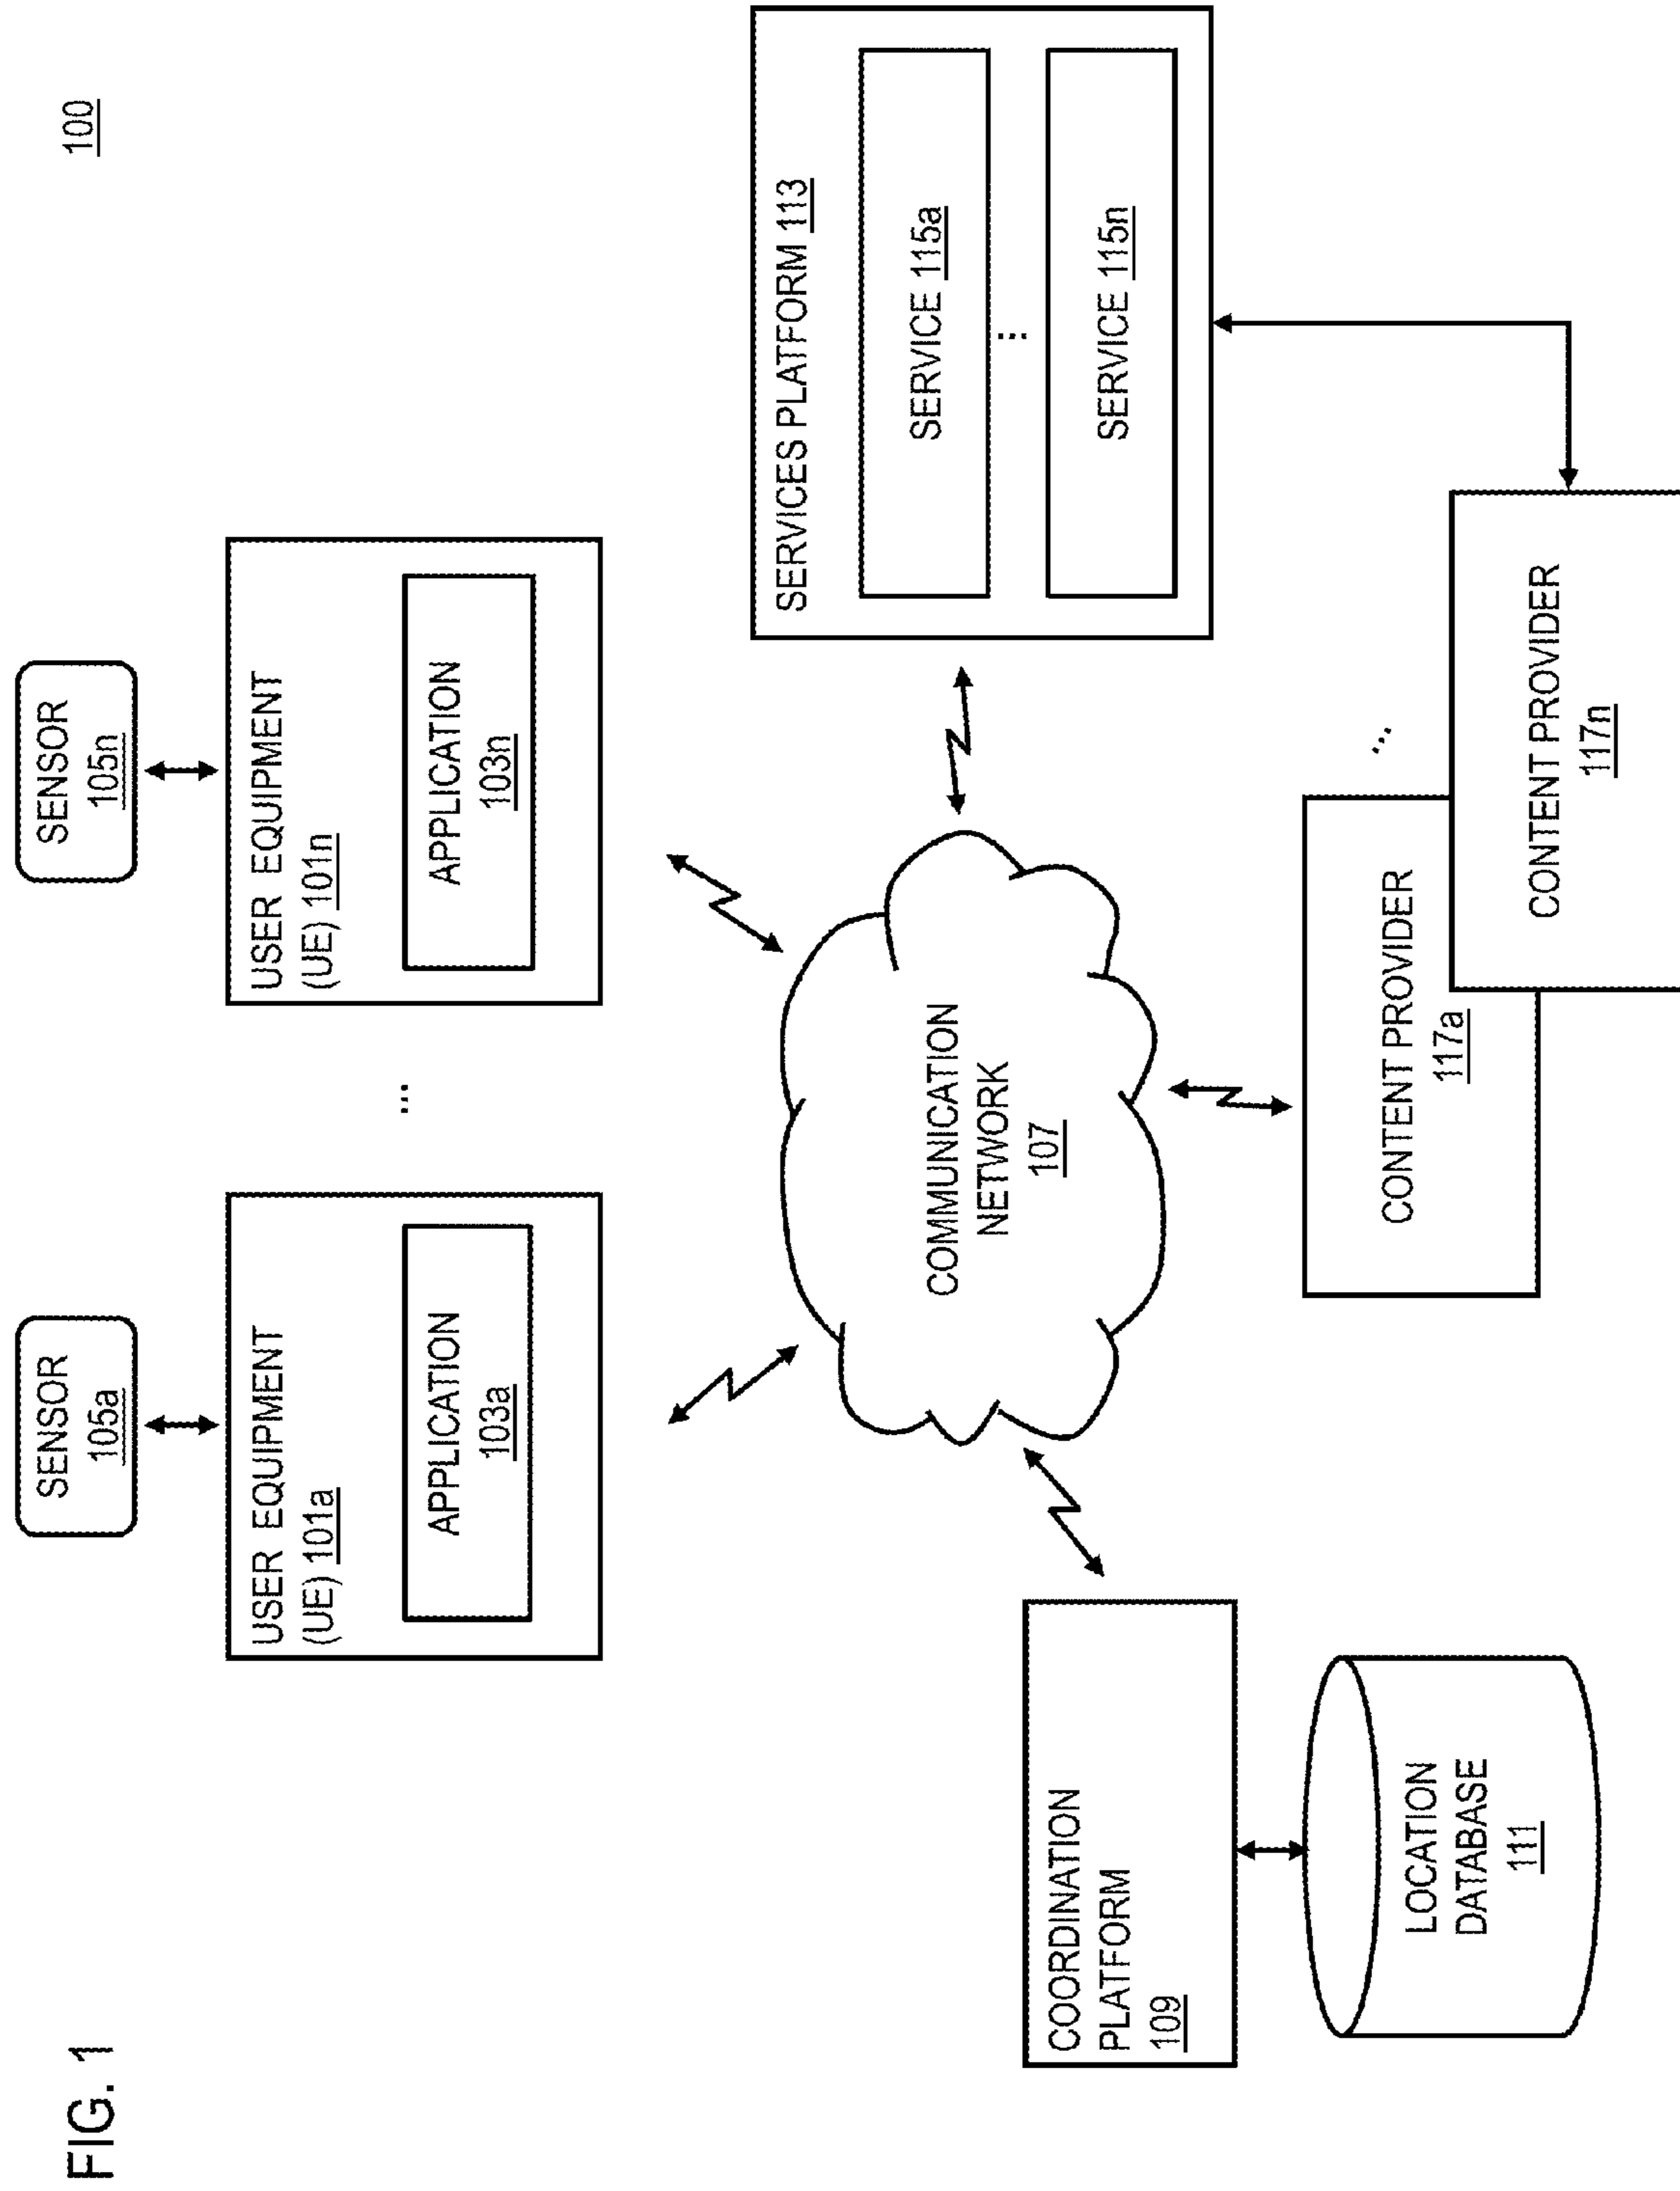 FIG. 1
100
SENSOR
105a
SENSOR
105n
USER EQUIPMENT
(UE) 101a
APPLICATION
103a
...
USER EQUIPMENT
(UE) 101n
APPLICATION
103n
COMMUNICATION
NETWORK
107
SERVICES PLATFORM 113
SERVICE 115a
...
SERVICE 115n
COORDINATION
PLATFORM
109
LOCATION
DATABASE
111
CONTENT PROVIDER
117a
...
CONTENT PROVIDER
117n